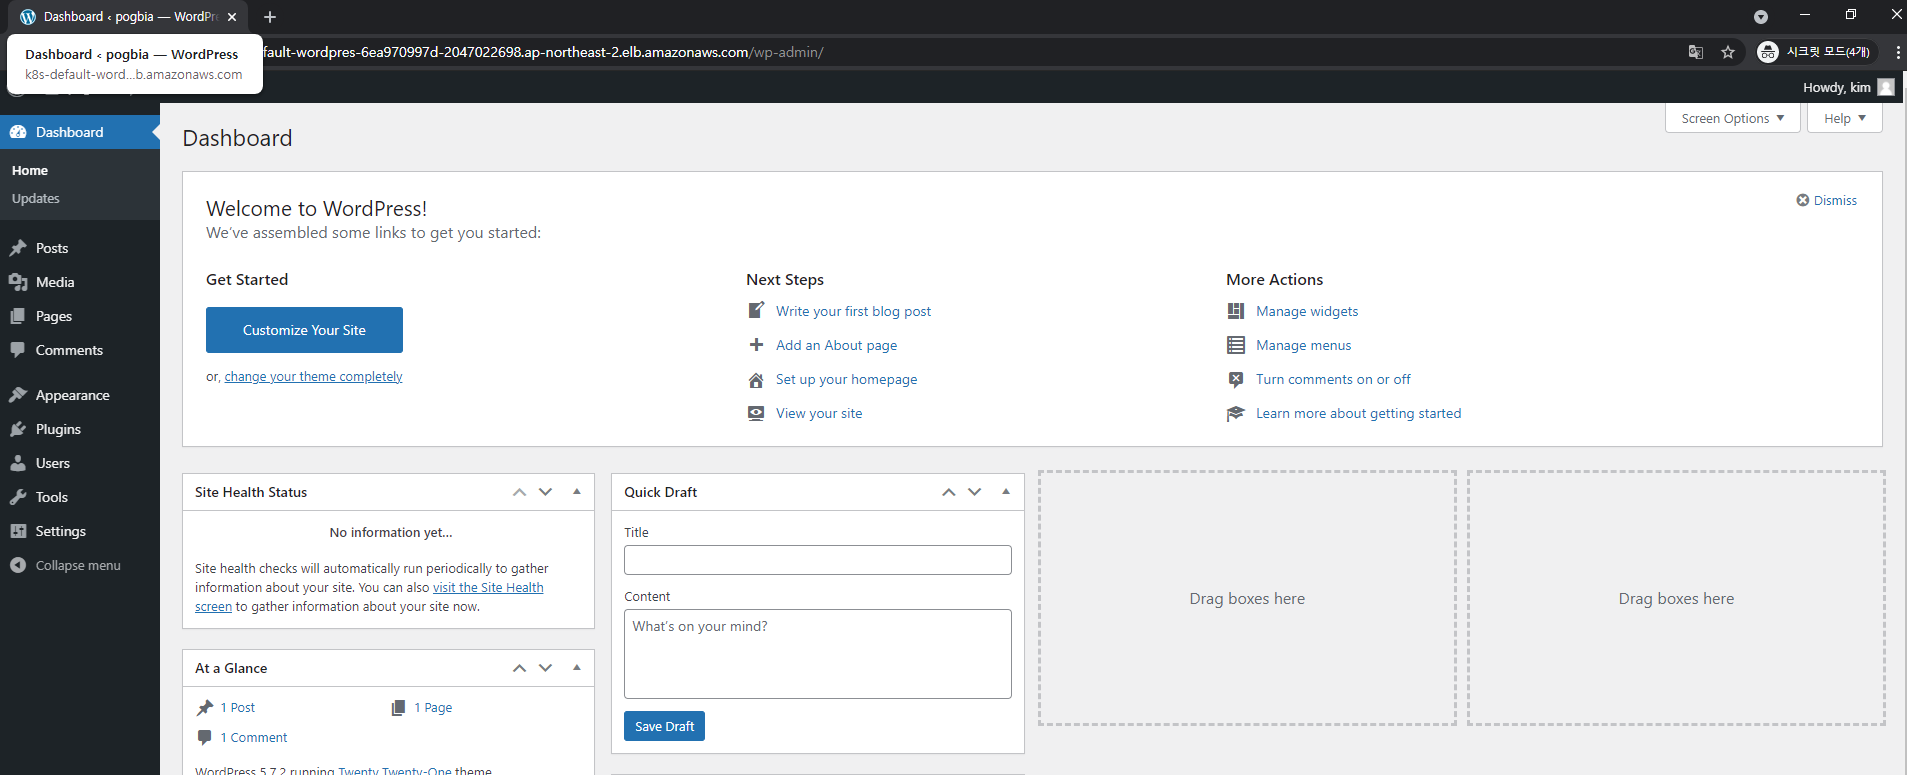 Dashboard ‹ pogbia — WordPre
Dashboard ‹ pogbia — WordPress
k8s-default-word...b.amazonaws.com
fault-wordpres-6ea970997d-2047022698.ap-northeast-2.elb.amazonaws.com/wp-admin/
시크릿 모드(4개)
Howdy, kim
Dashboard
Home
Updates
Posts
Media
Pages
Comments
Appearance
Plugins
Users
Tools
Settings
Collapse menu
Screen Options
Help
Dashboard
Welcome to WordPress!
We've assembled some links to get you started:
Dismiss
Get Started
Customize Your Site
or, change your theme completely
Next Steps
Write your first blog post
Add an About page
Set up your homepage
View your site
More Actions
Manage widgets
Manage menus
Turn comments on or off
Learn more about getting started
Site Health Status
No information yet...
Site health checks will automatically run periodically to gather
information about your site. You can also visit the Site Health
screen to gather information about your site now.
At a Glance
1 Post
1 Page
1 Comment
WordPress 5.7.2 running Twenty Twenty-One theme.
Quick Draft
Title
Content
What's on your mind?
Save Draft
Drag boxes here
Drag boxes here